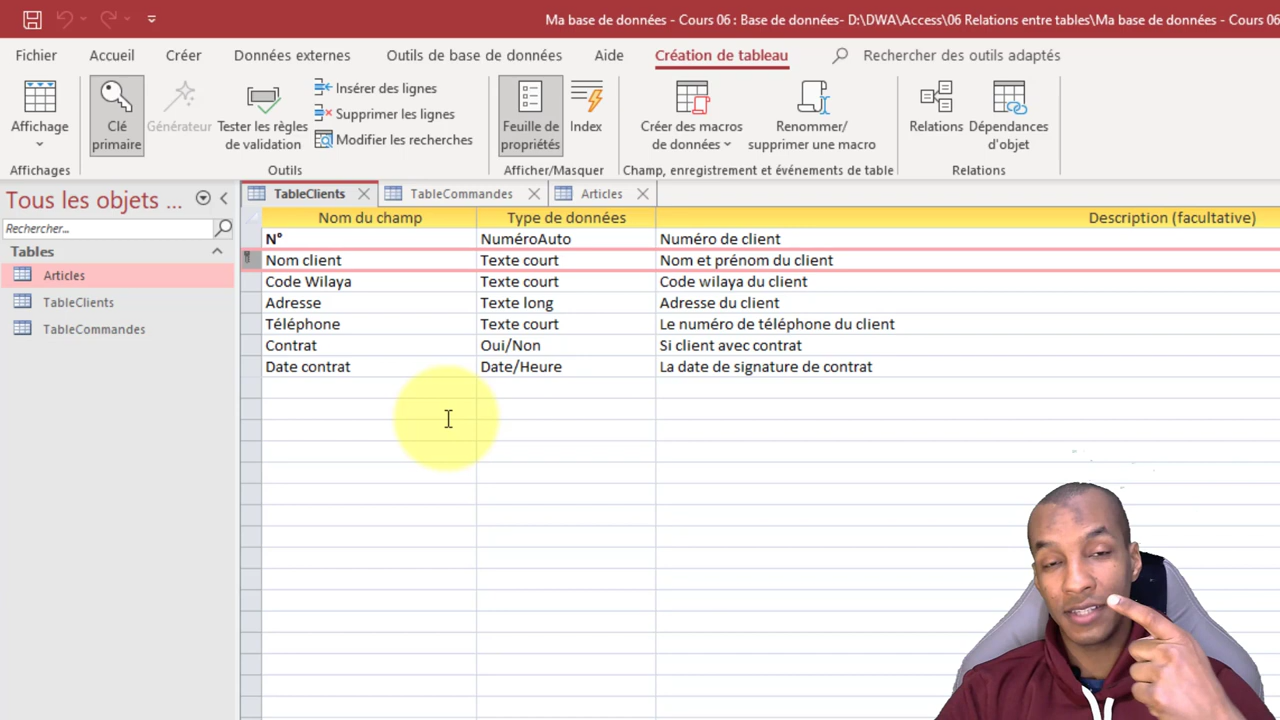 Ma base de données - Cours 06 : Base de données- D:\DWA\Access\06 Relations entre tables\Ma base de données - Cours 06
Fichier Accueil Créer Données externes Outils de base de données Aide Création de tableau Rechercher des outils adaptés
Affichage
Clé primaire
Générateur
Tester les règles de validation
Insérer des lignes
Supprimer les lignes
Modifier les recherches
Feuille de propriétés
Index
Créer des macros de données
Renommer/ supprimer une macro
Relations
Dépendances d'objet
Affichages Outils Afficher/Masquer Champ, enregistrement et événements de table Relations
Tous les objets ...
Rechercher...
Tables
Articles
TableClients
TableCommandes
TableClients TableCommandes Articles
Nom du champ Type de données Description (facultative)
N° NuméroAuto Numéro de client
Nom client Texte court Nom et prénom du client
Code Wilaya Texte court Code wilaya du client
Adresse Texte long Adresse du client
Téléphone Texte court Le numéro de téléphone du client
Contrat Oui/Non Si client avec contrat
Date contrat Date/Heure La date de signature de contrat